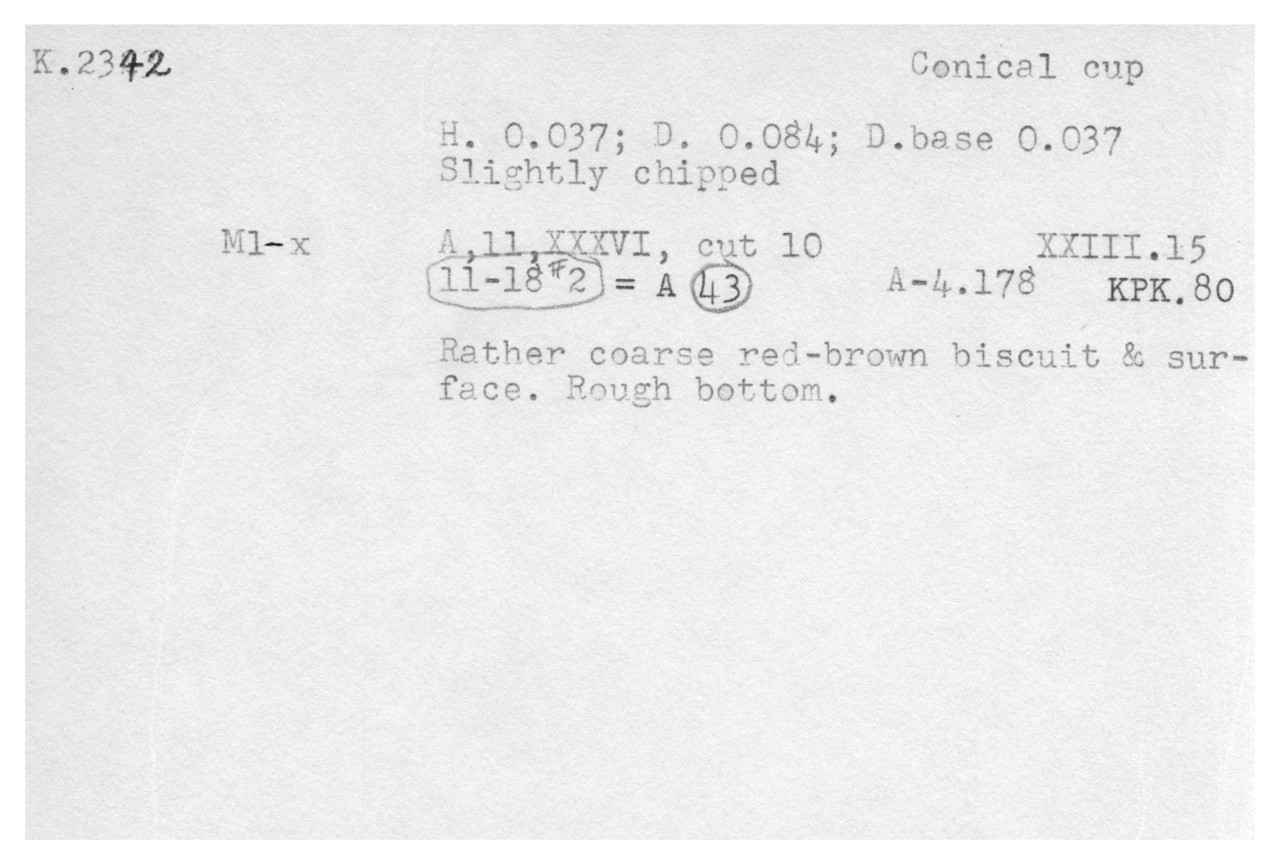 K.2342 Conical cup
H. 0.037; D. 0.084; D.base 0.037
Slightly chipped
M1-x A,11,XXXVI, cut 10 XXIII.15
11-18#2 = A 43 A-4.178 KPK.80
Rather coarse red-brown biscuit & sur-
face. Rough bottom.